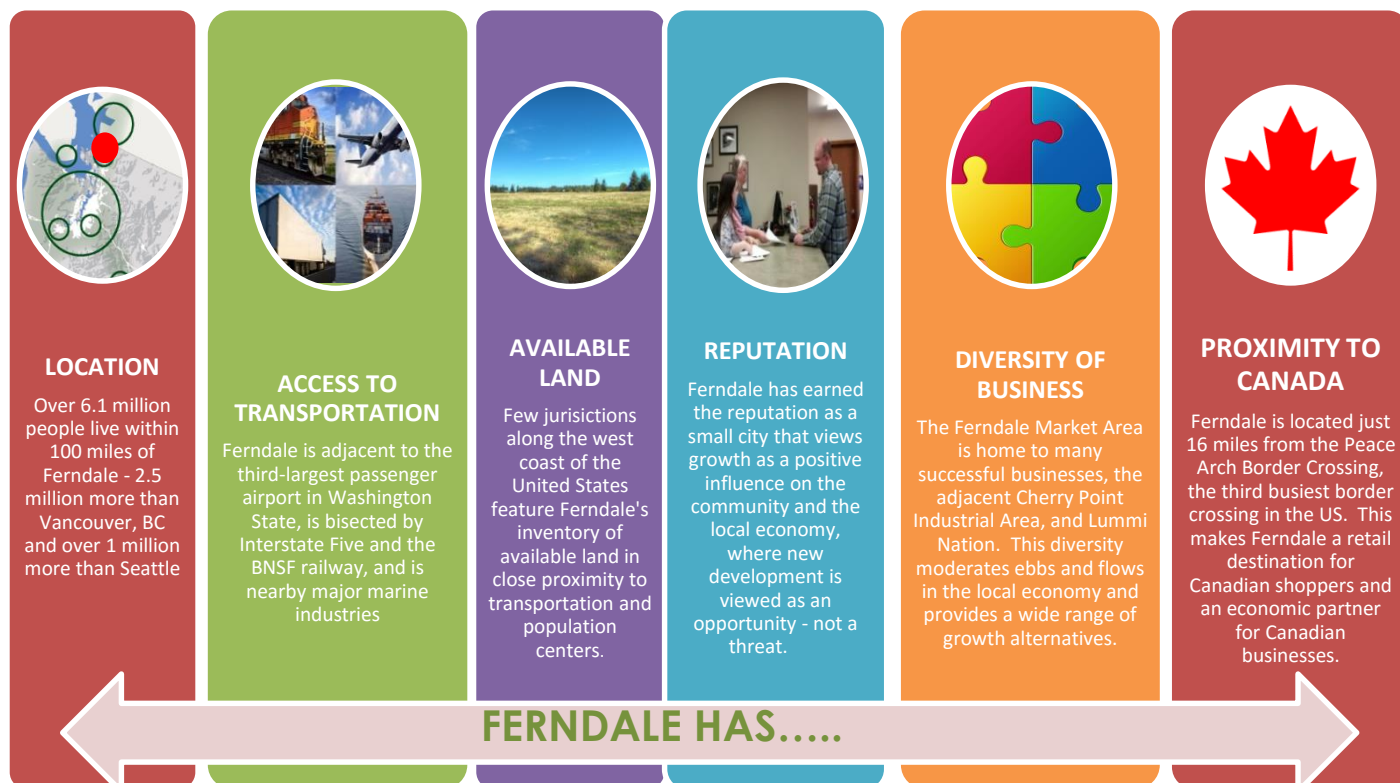 LOCATION
Over 6.1 million
people live within
100 miles of
Ferndale - 2.5
million more than
Vancouver, BC
and over 1 million
more than Seattle
ACCESS TO
TRANSPORTATION
Ferndale is adjacent to the
third-largest passenger
airport in Washington
State, is bisected by
Interstate Five and the
BNSF railway, and is
nearby major marine
industries
AVAILABLE
LAND
Few jurisictions
along the west
coast of the
United States
feature Ferndale's
inventory of
available land in
close proximity to
transportation and
population
centers.
REPUTATION
Ferndale has earned
the reputation as a
small city that views
growth as a positive
influence on the
community and the
local economy,
where new
development is
viewed as an
opportunity - not a
threat.
DIVERSITY OF
BUSINESS
The Ferndale Market Area
is home to many
successful businesses, the
adjacent Cherry Point
Industrial Area, and Lummi
Nation.  This diversity
moderates ebbs and flows
in the local economy and
provides a wide range of
growth alternatives.
PROXIMITY TO
CANADA
Ferndale is located just
16 miles from the Peace
Arch Border Crossing,
the third busiest border
crossing in the US.  This
makes Ferndale a retail
destination for
Canadian shoppers and
an economic partner
for Canadian
businesses.
FERNDALE HAS.....